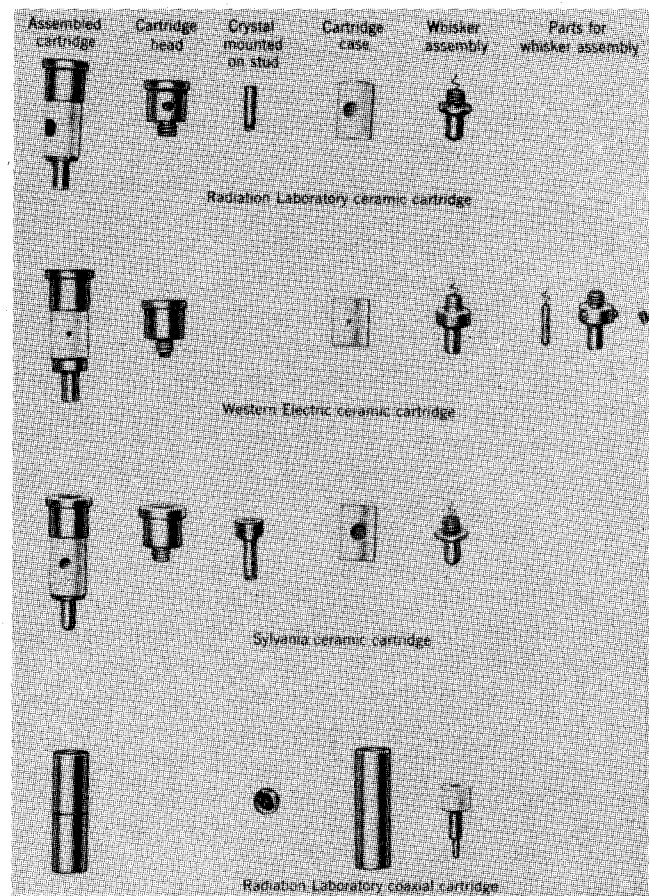 Assembled cartridge
Cartridge head
Crystal mounted on stud
Cartridge case
Whisker assembly
Parts for whisker assembly
Radiation Laboratory ceramic cartridge
Western Electric ceramic cartridge
Sylvania ceramic cartridge
Radiation Laboratory coaxial cartridge